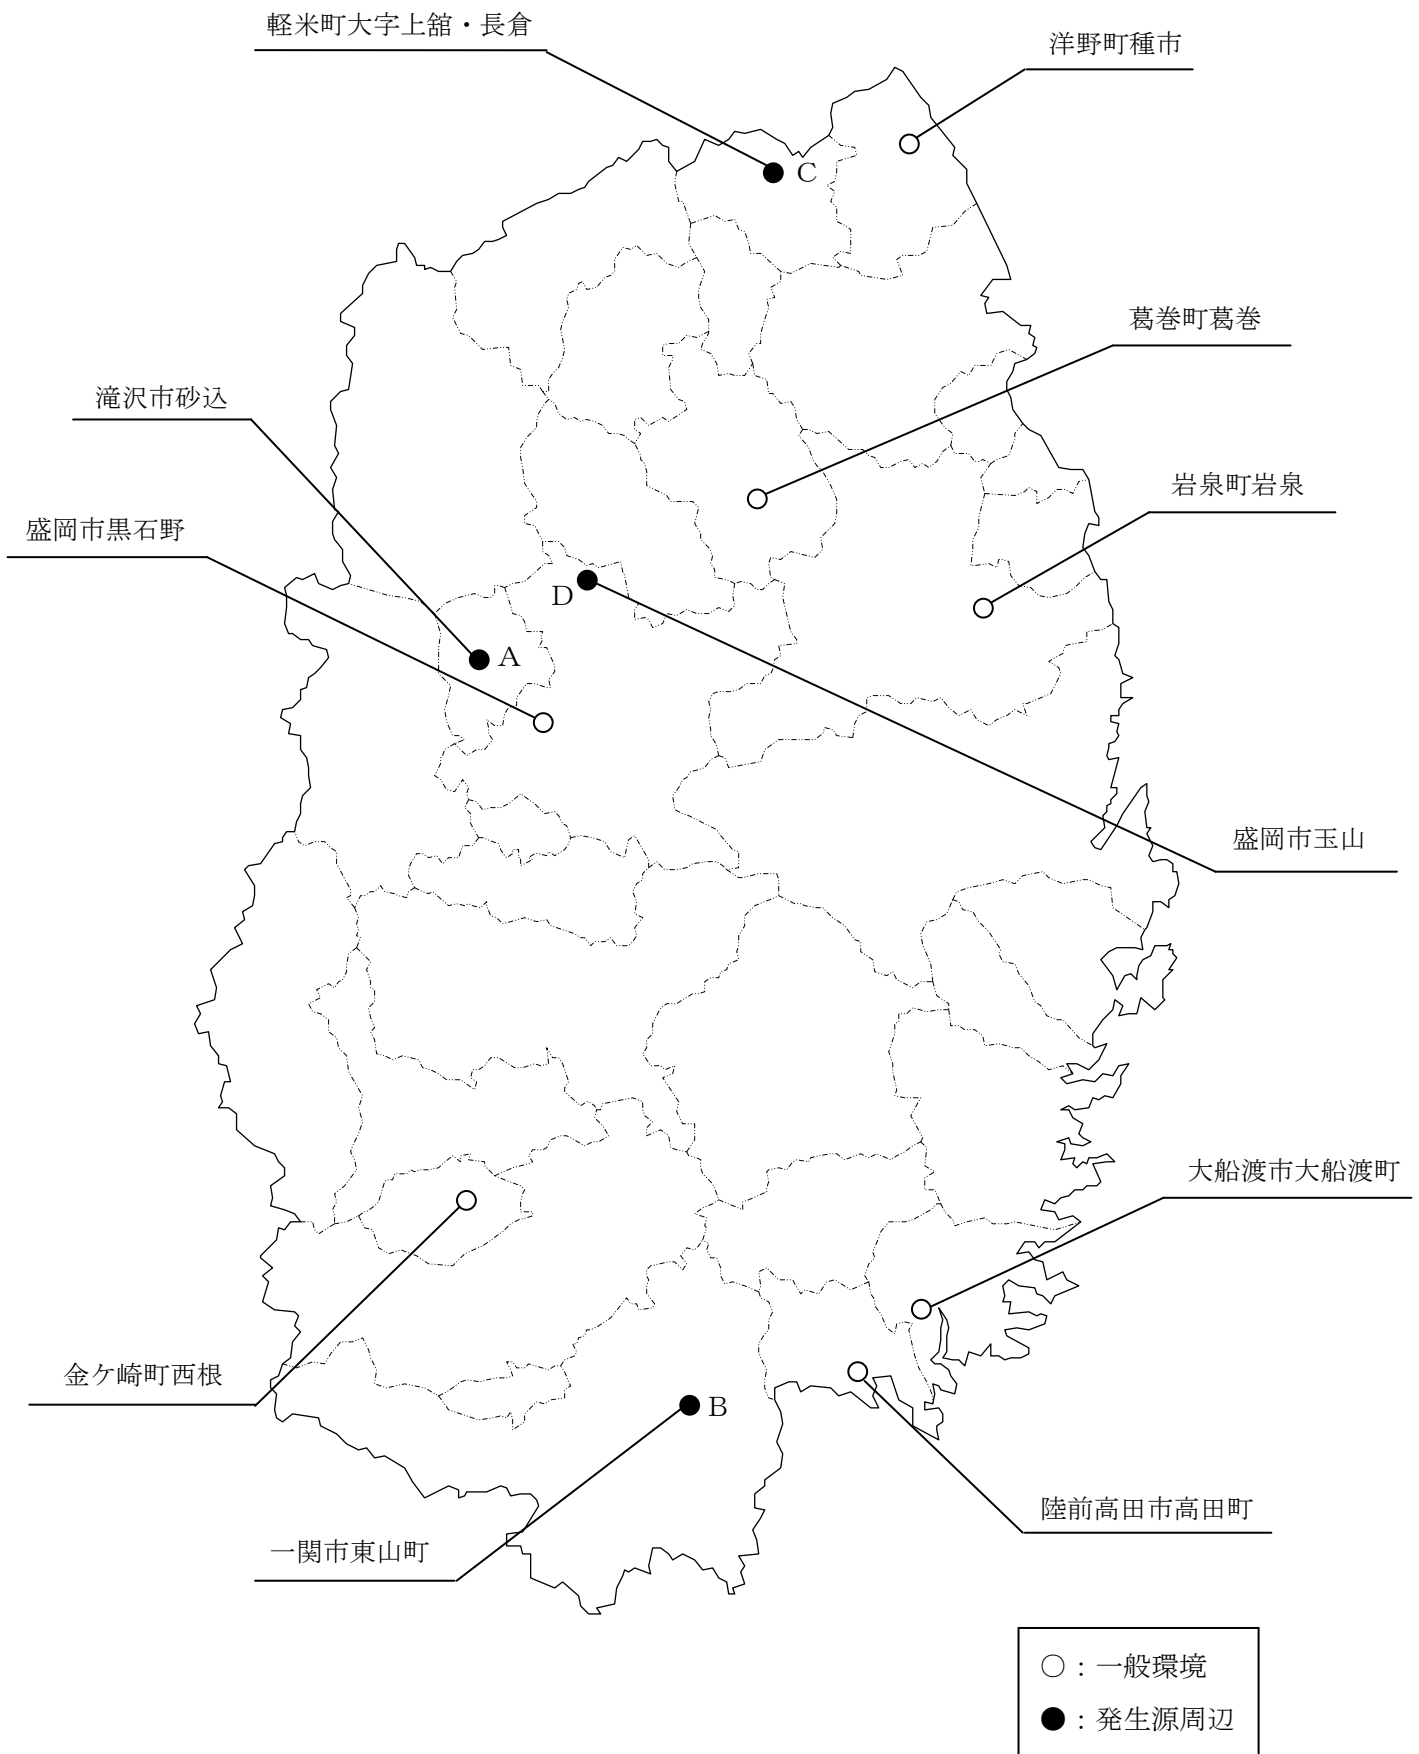 軽米町大字上舘・長倉
洋野町種市
C
葛巻町葛巻
滝沢市砂込
岩泉町岩泉
盛岡市黒石野
D
A
盛岡市玉山
大船渡市大船渡町
金ケ崎町西根
B
陸前高田市高田町
一関市東山町
○：一般環境
●：発生源周辺